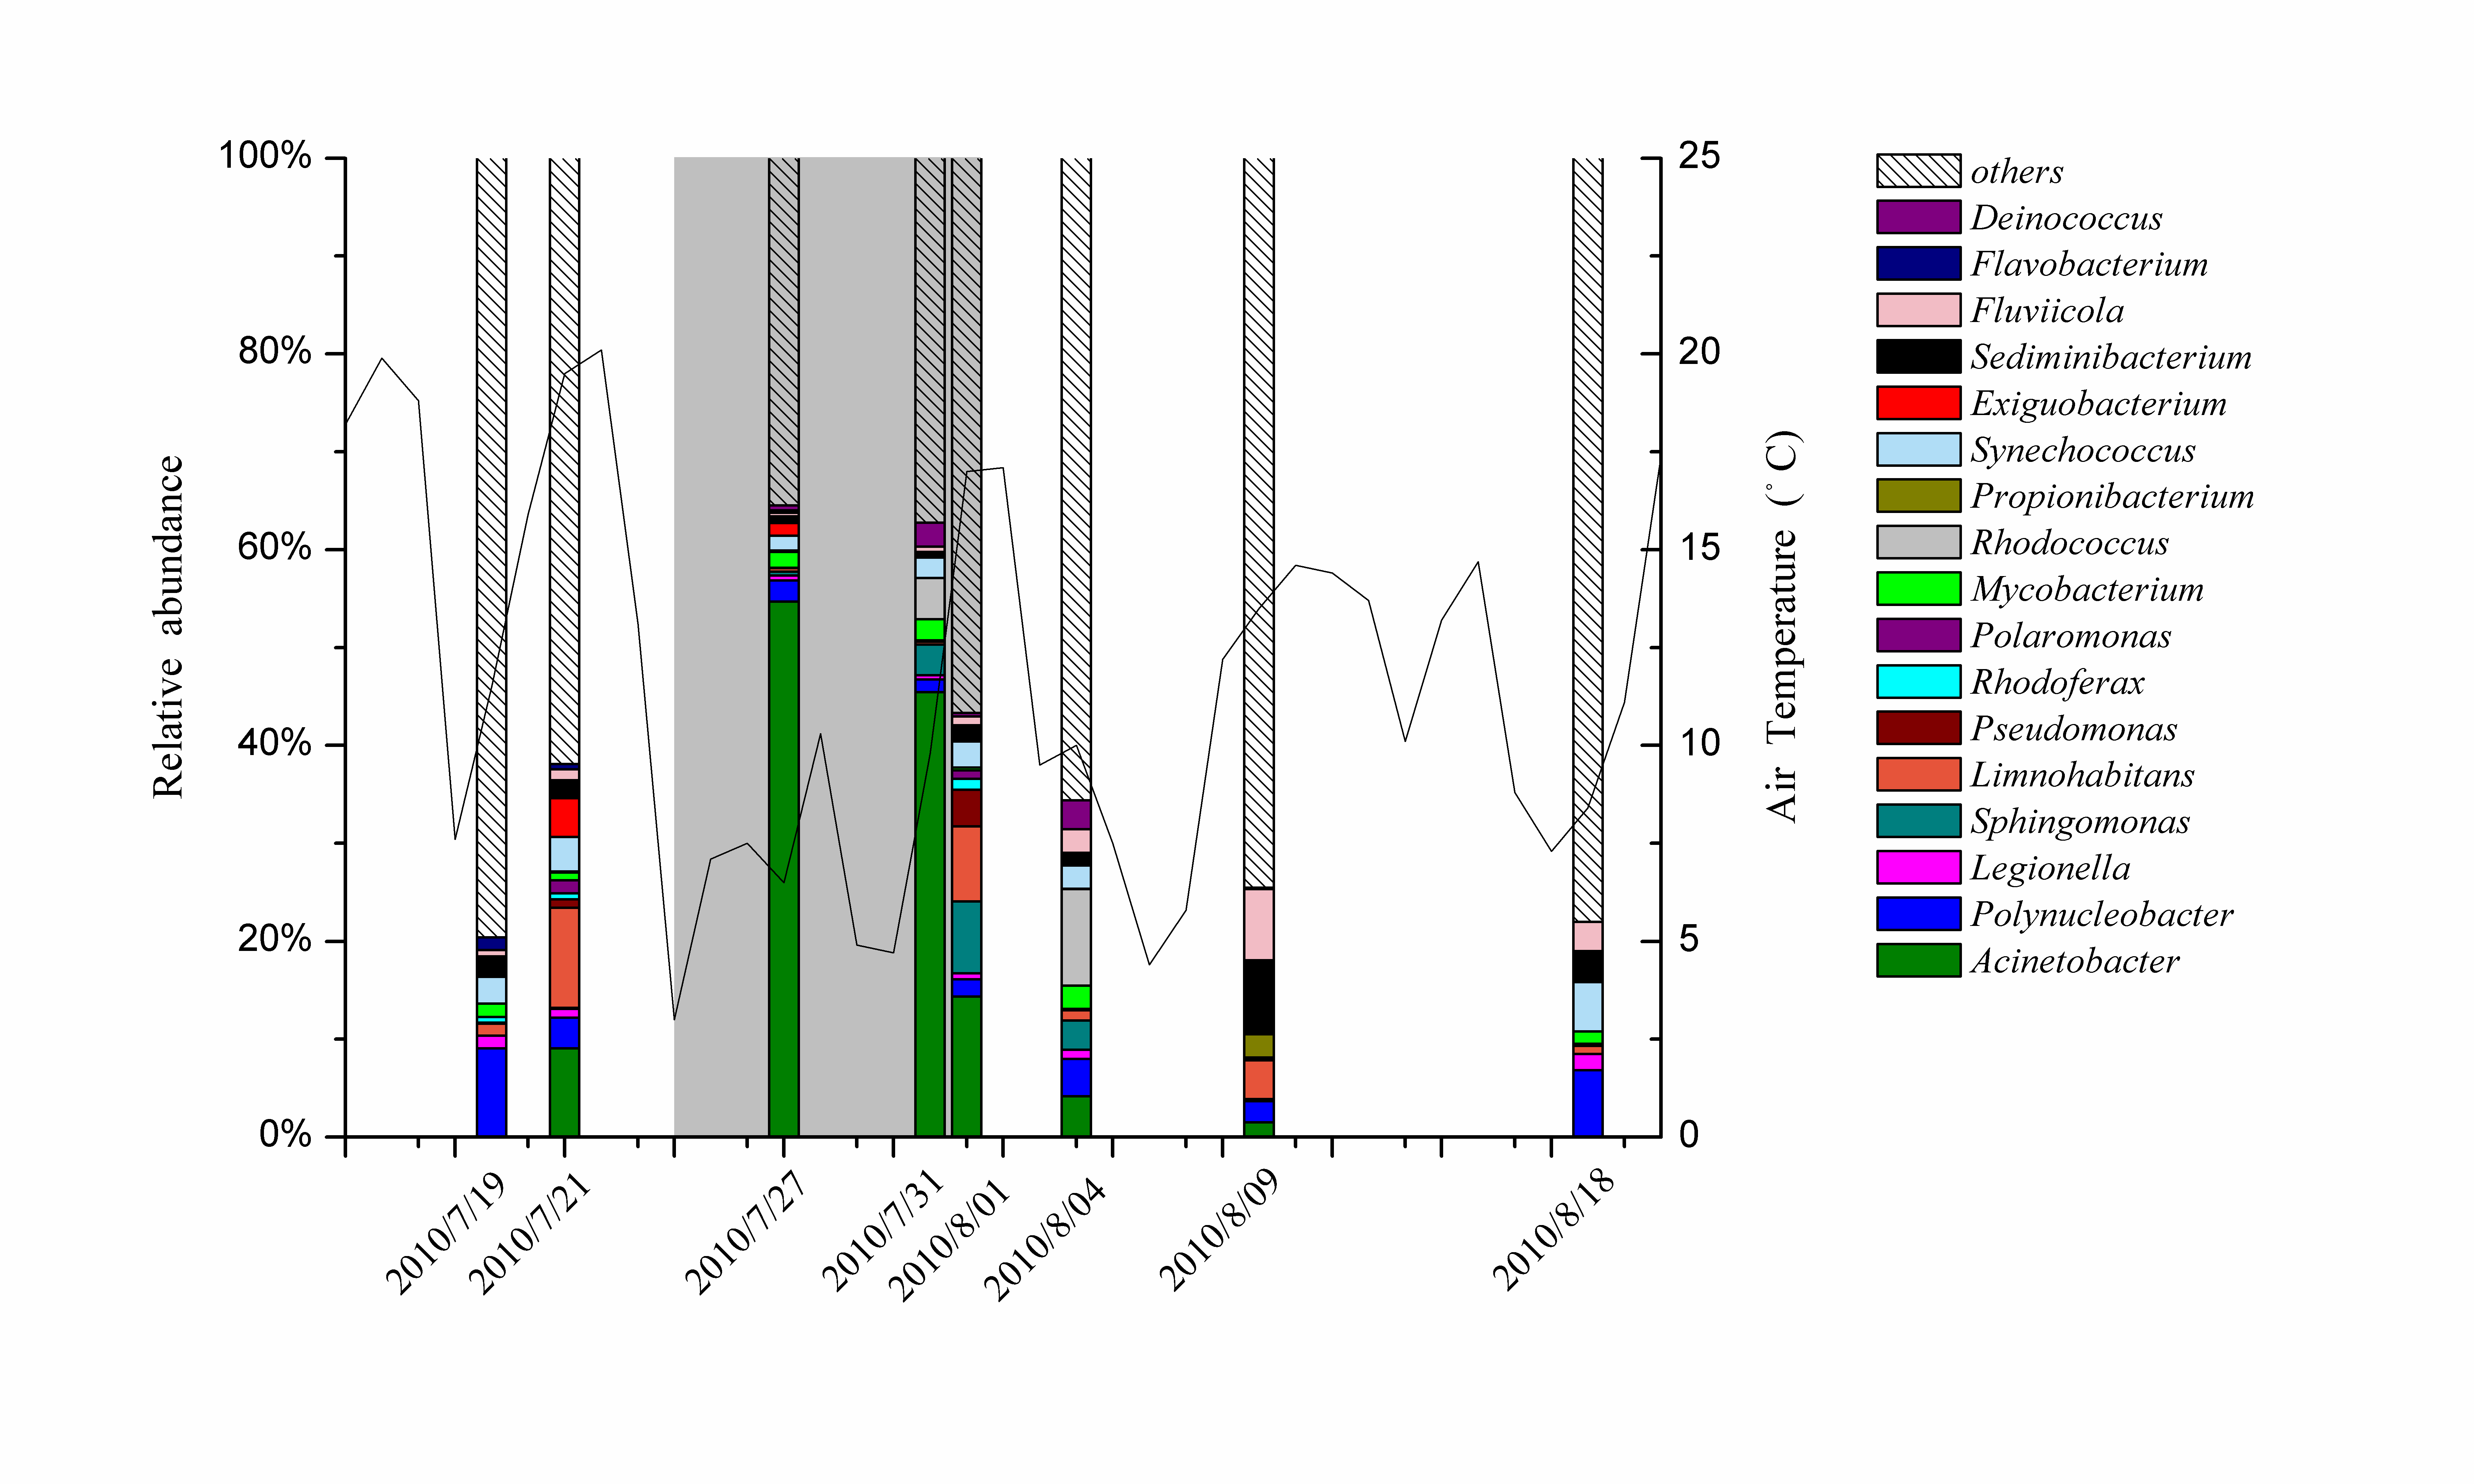 100%
80%
60%
40%
20%
0%
Relative abundance
25
20
15
10
5
0
Air Temperature (°C)
2010/7/19
2010/7/21
2010/7/27
2010/7/31
2010/8/01
2010/8/04
2010/8/09
2010/8/18
others
Deinococcus
Flavobacterium
Fluviicola
Sediminibacterium
Exiguobacterium
Synechococcus
Propionibacterium
Rhodococcus
Mycobacterium
Polaromonas
Rhodoferax
Pseudomonas
Limnohabitans
Sphingomonas
Legionella
Polynucleobacter
Acinetobacter